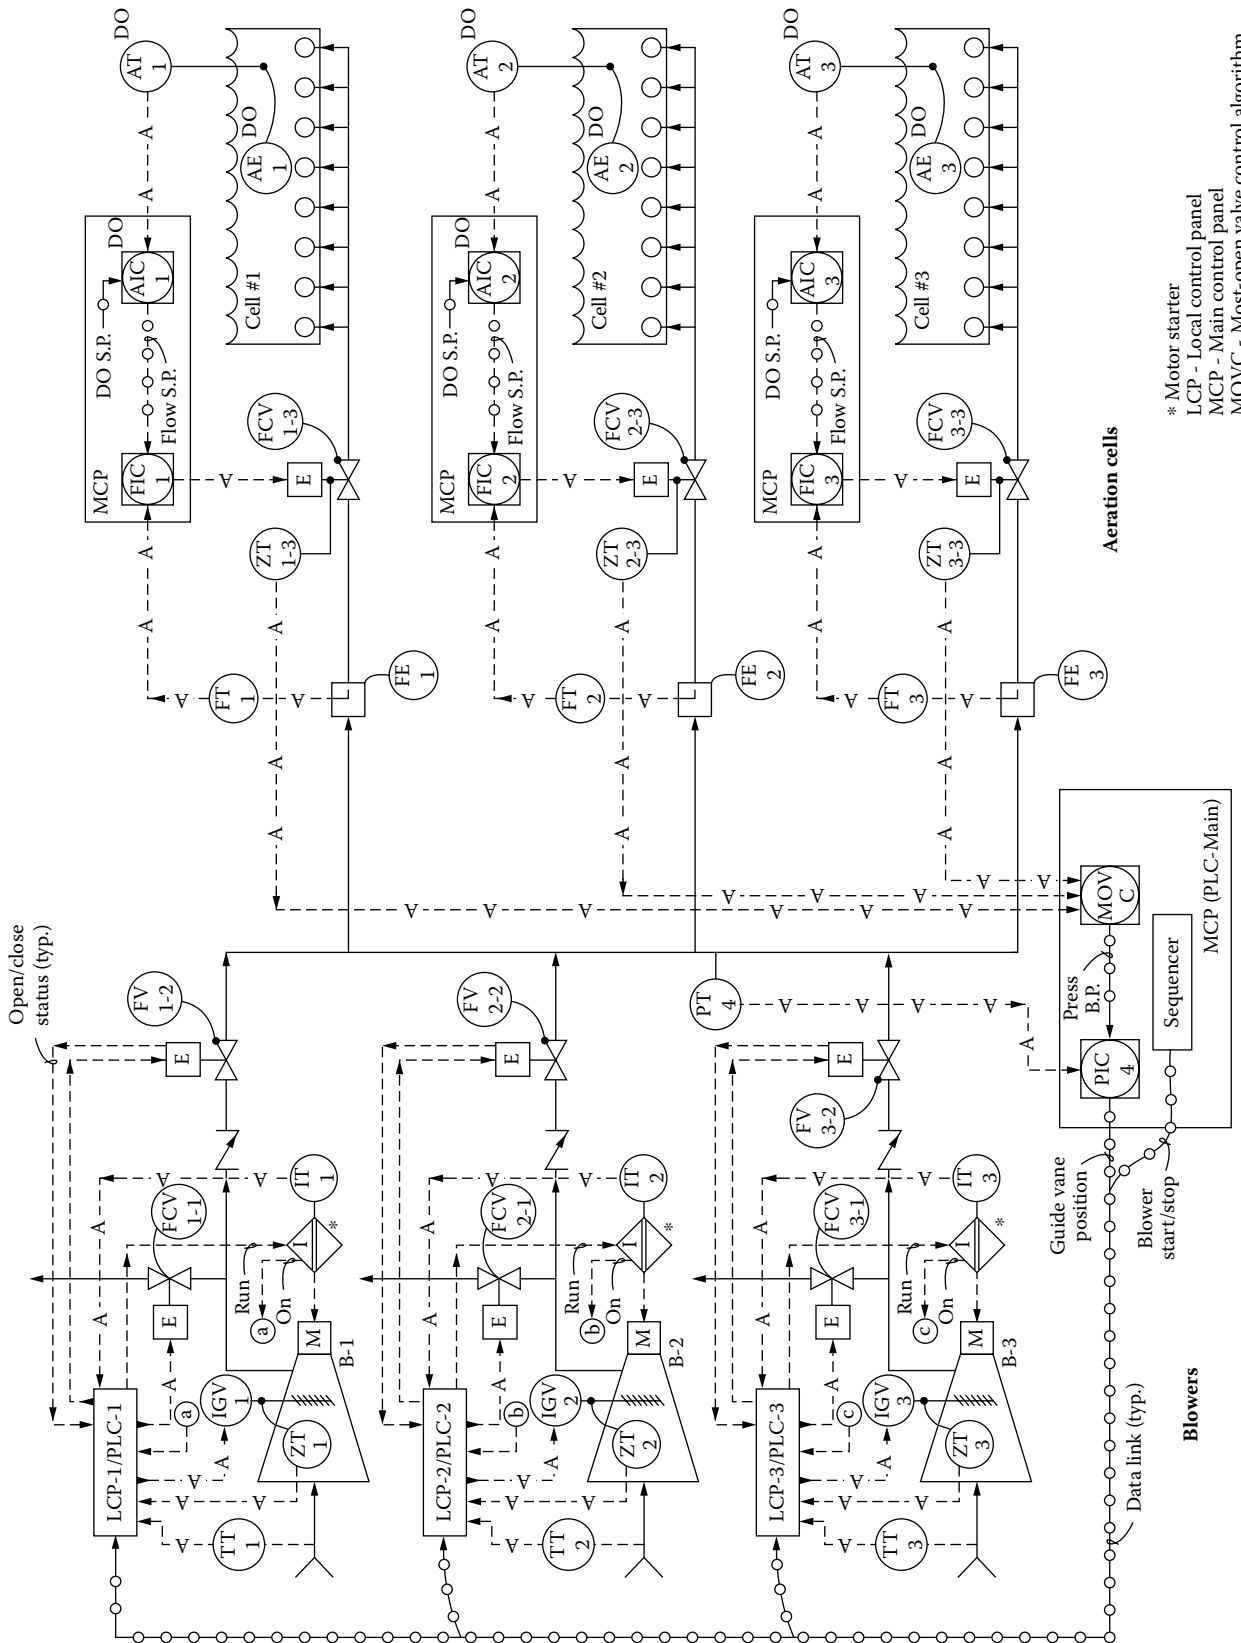 Open/close
status (typ.)
LCP-1/PLC-1
A
A
A
A
A
A
A
E
E
FCV
1-1
FV
1-2
TT
1
ZT
1
IGV
1
a
a
Run
On
I
*
IT
1
M
B-1
LCP-2/PLC-2
A
A
A
A
A
A
A
E
E
FCV
2-1
FV
2-2
TT
2
ZT
2
IGV
2
b
b
Run
On
I
*
IT
2
M
B-2
LCP-3/PLC-3
A
A
A
A
A
A
A
E
E
FCV
3-1
FV
3-2
TT
3
ZT
3
IGV
3
c
c
Run
On
I
*
IT
3
M
B-3
Blowers
Data link (typ.)
Guide vane
position
Blower
start/stop
PT
4
A
A
A
A
A
PIC
4
Press
B.P.
MOV
C
Sequencer
MCP (PLC-Main)
MCP
FIC
1
Flow S.P.
DO S.P.
AIC
1
DO
A
A
AT
1
DO
AE
1
DO
Cell #1
FT
1
A
A
A
A
FE
1
ZT
1-3
A
A
A
E
FCV
1-3
MCP
FIC
2
Flow S.P.
DO S.P.
AIC
2
DO
A
A
AT
2
DO
AE
2
DO
Cell #2
FT
2
A
A
A
A
FE
2
ZT
2-3
A
A
A
E
FCV
2-3
MCP
FIC
3
Flow S.P.
DO S.P.
AIC
3
DO
A
A
AT
3
DO
AE
3
DO
Cell #3
FT
3
A
A
A
A
FE
3
ZT
3-3
A
A
A
E
FCV
3-3
A
A
A
A
A
A
A
A
A
A
A
A
A
A
Aeration cells
* Motor starter
LCP - Local control panel
MCP - Main control panel
MOVC - Most-open valve control algorithm